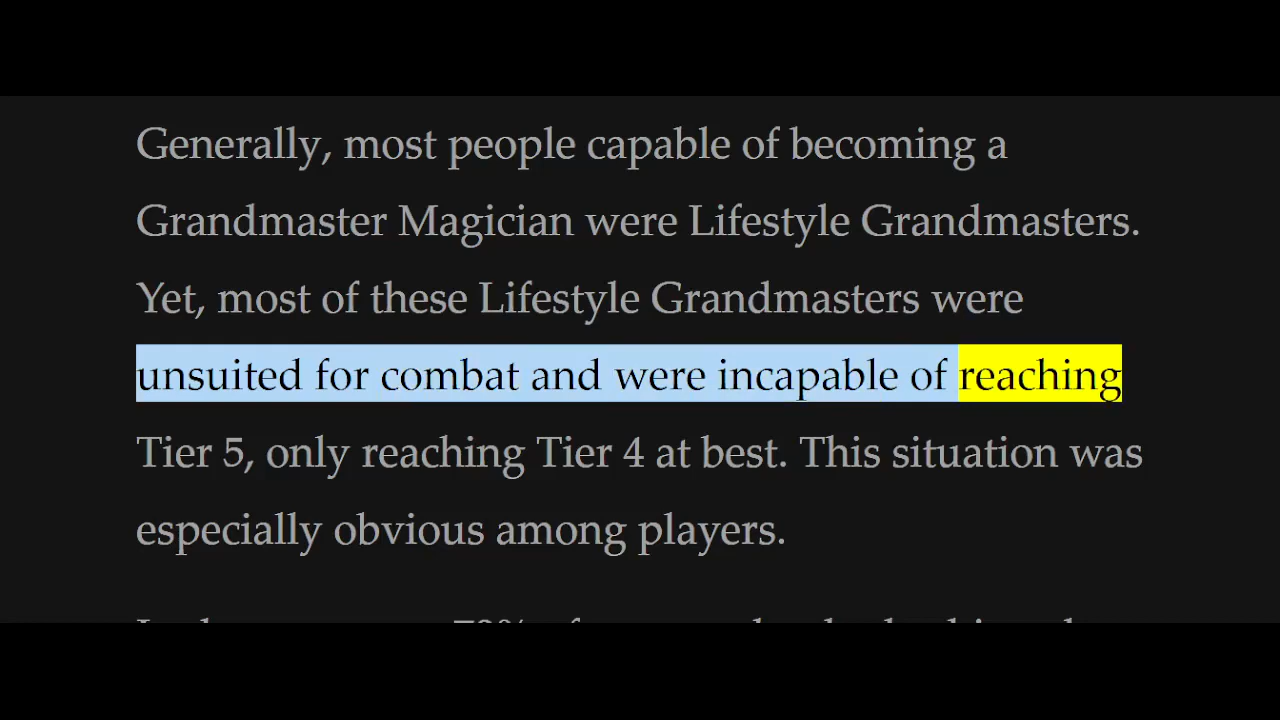 Generally, most people capable of becoming a
Grandmaster Magician were Lifestyle Grandmasters.
Yet, most of these Lifestyle Grandmasters were
unsuited for combat and were incapable of reaching
Tier 5, only reaching Tier 4 at best. This situation was
especially obvious among players.